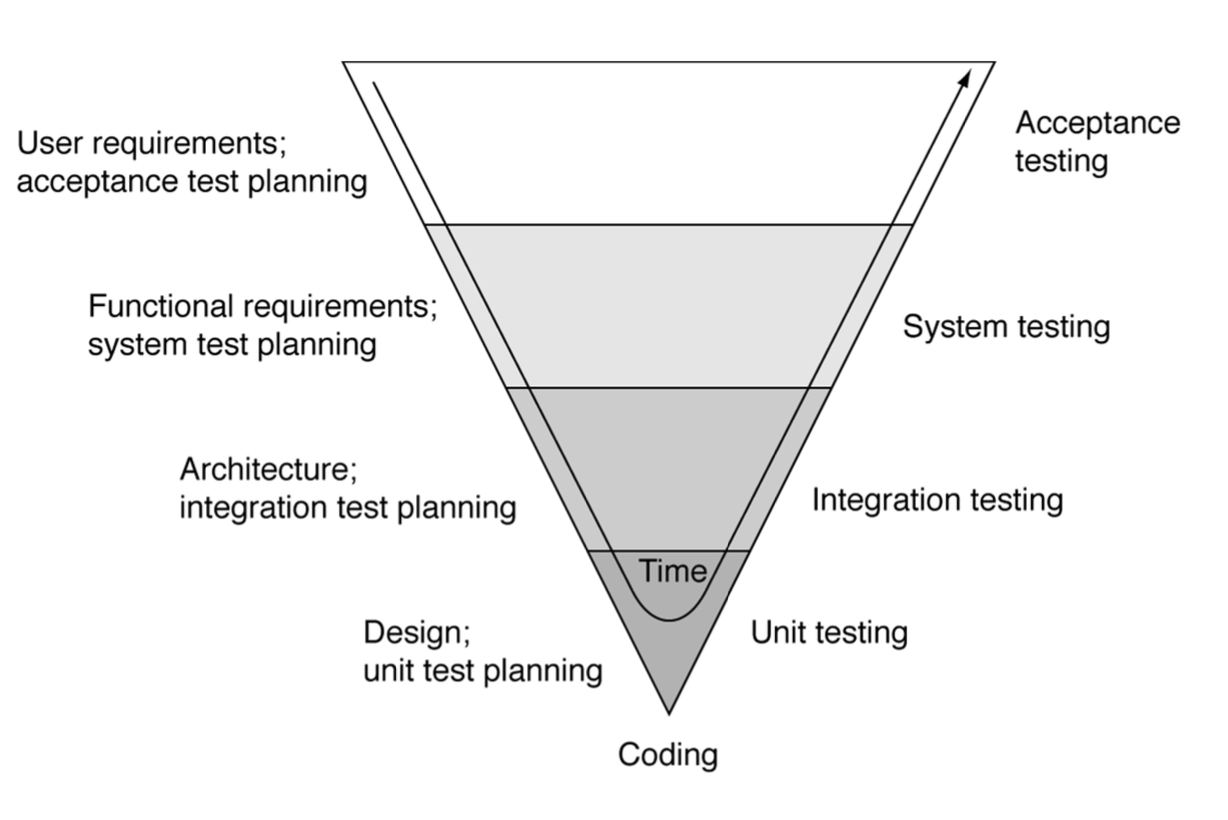 User requirements;
acceptance test planning
Acceptance
testing
Functional requirements;
system test planning
System testing
Architecture;
integration test planning
Integration testing
Time
Design;
unit test planning
Unit testing
Coding